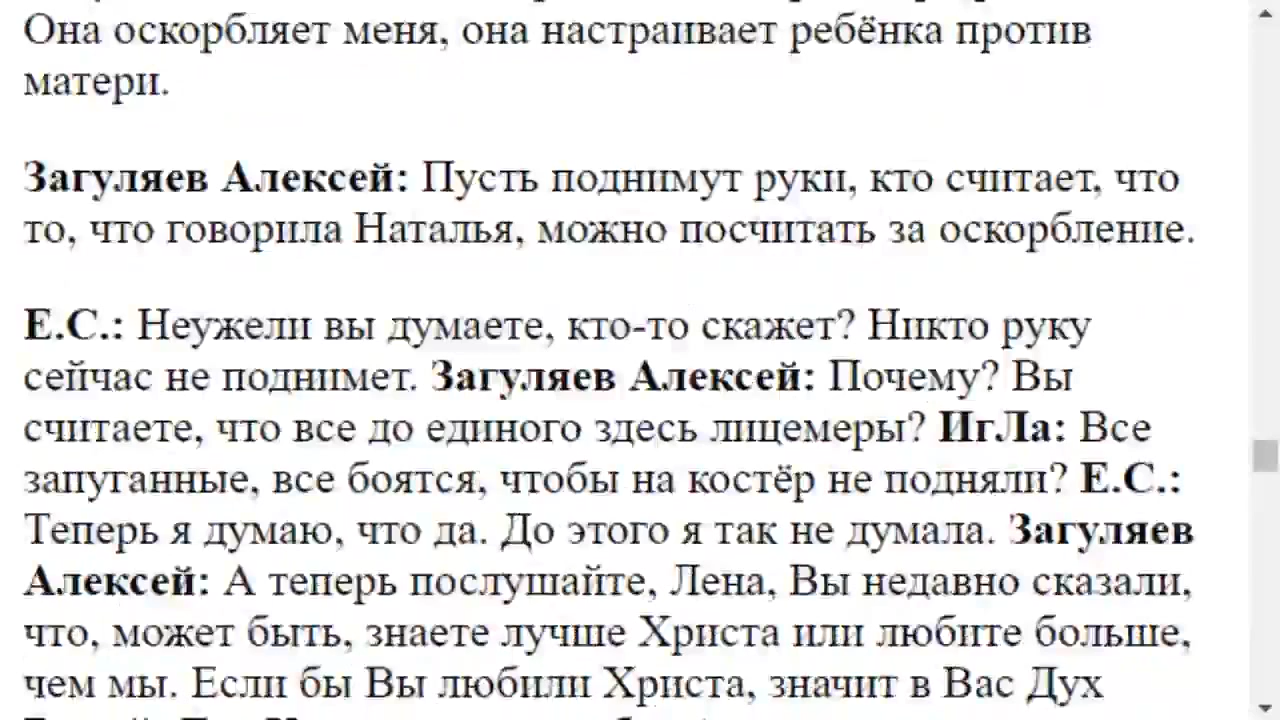 Она оскорбляет меня, она настраивает ребёнка против
матери.
Загуляев Алексей: Пусть поднимут руки, кто считает, что
то, что говорила Наталья, можно посчитать за оскорбление.
Е.С.: Неужели вы думаете, кто-то скажет? Никто руку
сейчас не поднимет. Загуляев Алексей: Почему? Вы
считаете, что все до единого здесь лицемеры? ИгЛа: Все
запуганные, все боятся, чтобы на костёр не подняли? Е.С.:
Теперь я думаю, что да. До этого я так не думала. Загуляев
Алексей: А теперь послушайте, Лена, Вы недавно сказали,
что, может быть, знаете лучше Христа или любите больше,
чем мы. Если бы Вы любили Христа, значит в Вас Дух